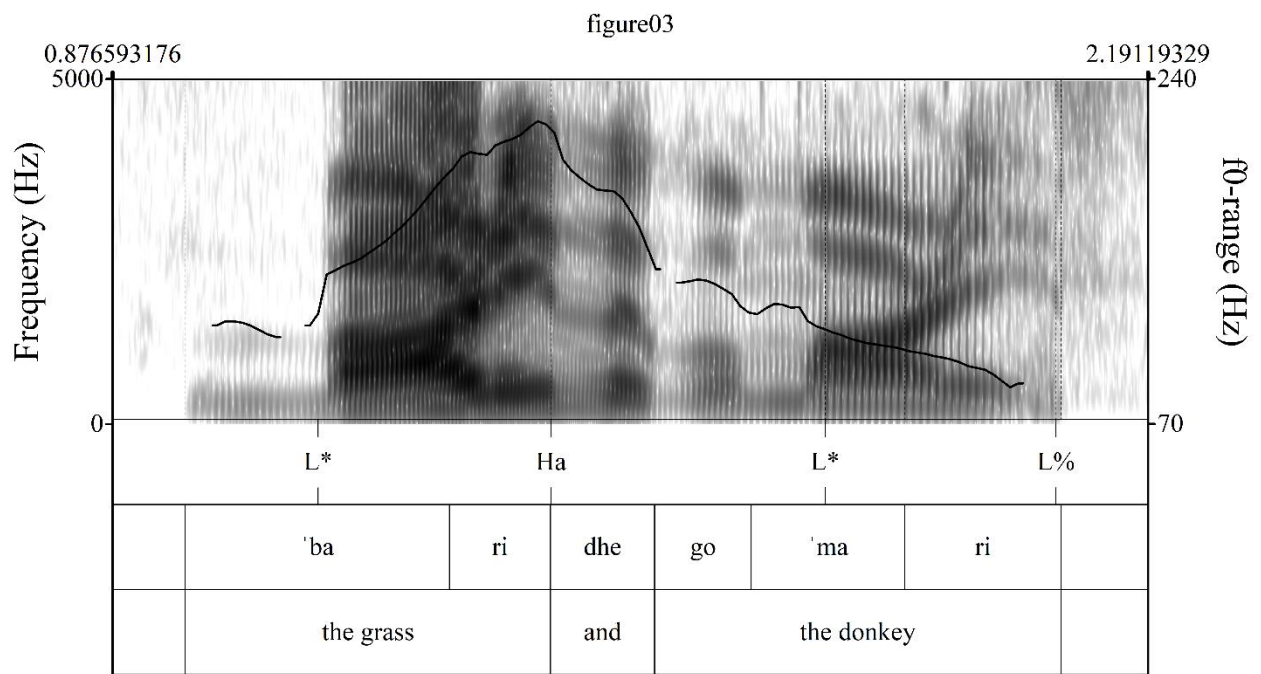 figure03
0.876593176 2.19119329
5000 240
Frequency (Hz) f0-range (Hz)
0 70
L* Ha L* L%
ˈba ri dhe go ˈma ri
the grass and the donkey